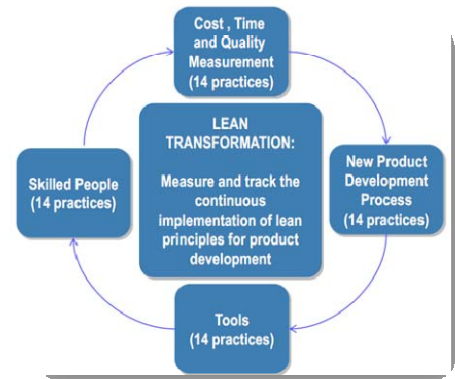 Cost , Time
and Quality
Measurement
(14 practices)
LEAN
TRANSFORMATION:
Measure and track the
continuous
implementation of lean
principles for product
development
New Product
Development
Process
(14 practices)
Skilled People
(14 practices)
Tools
(14 practices)